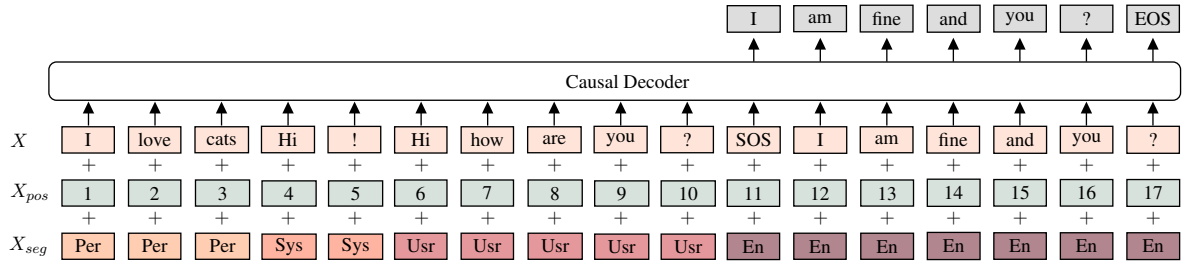 I am fine and you ? EOS
Causal Decoder
X I love cats Hi ! Hi how are you ? SOS I am fine and you ?
+ + + + + + + + + + + + + + + + +
X_pos 1 2 3 4 5 6 7 8 9 10 11 12 13 14 15 16 17
+ + + + + + + + + + + + + + + + +
X_seg Per Per Per Sys Sys Usr Usr Usr Usr Usr En En En En En En En